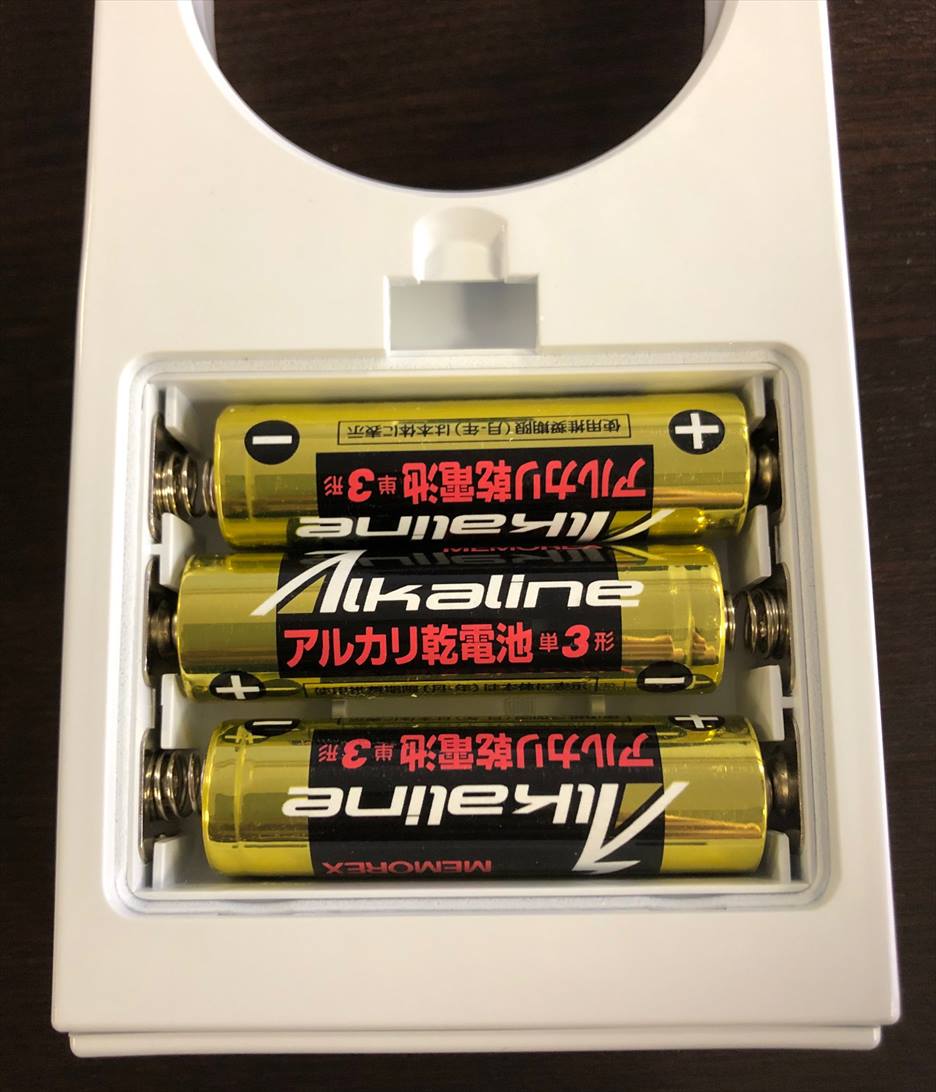 使用推奨期限(月-年)は本体に表示
アルカリ乾電池 単3形
Alkaline
Alkaline
アルカリ乾電池 単3形
アルカリ乾電池 単3形
Alkaline
MEMOREX